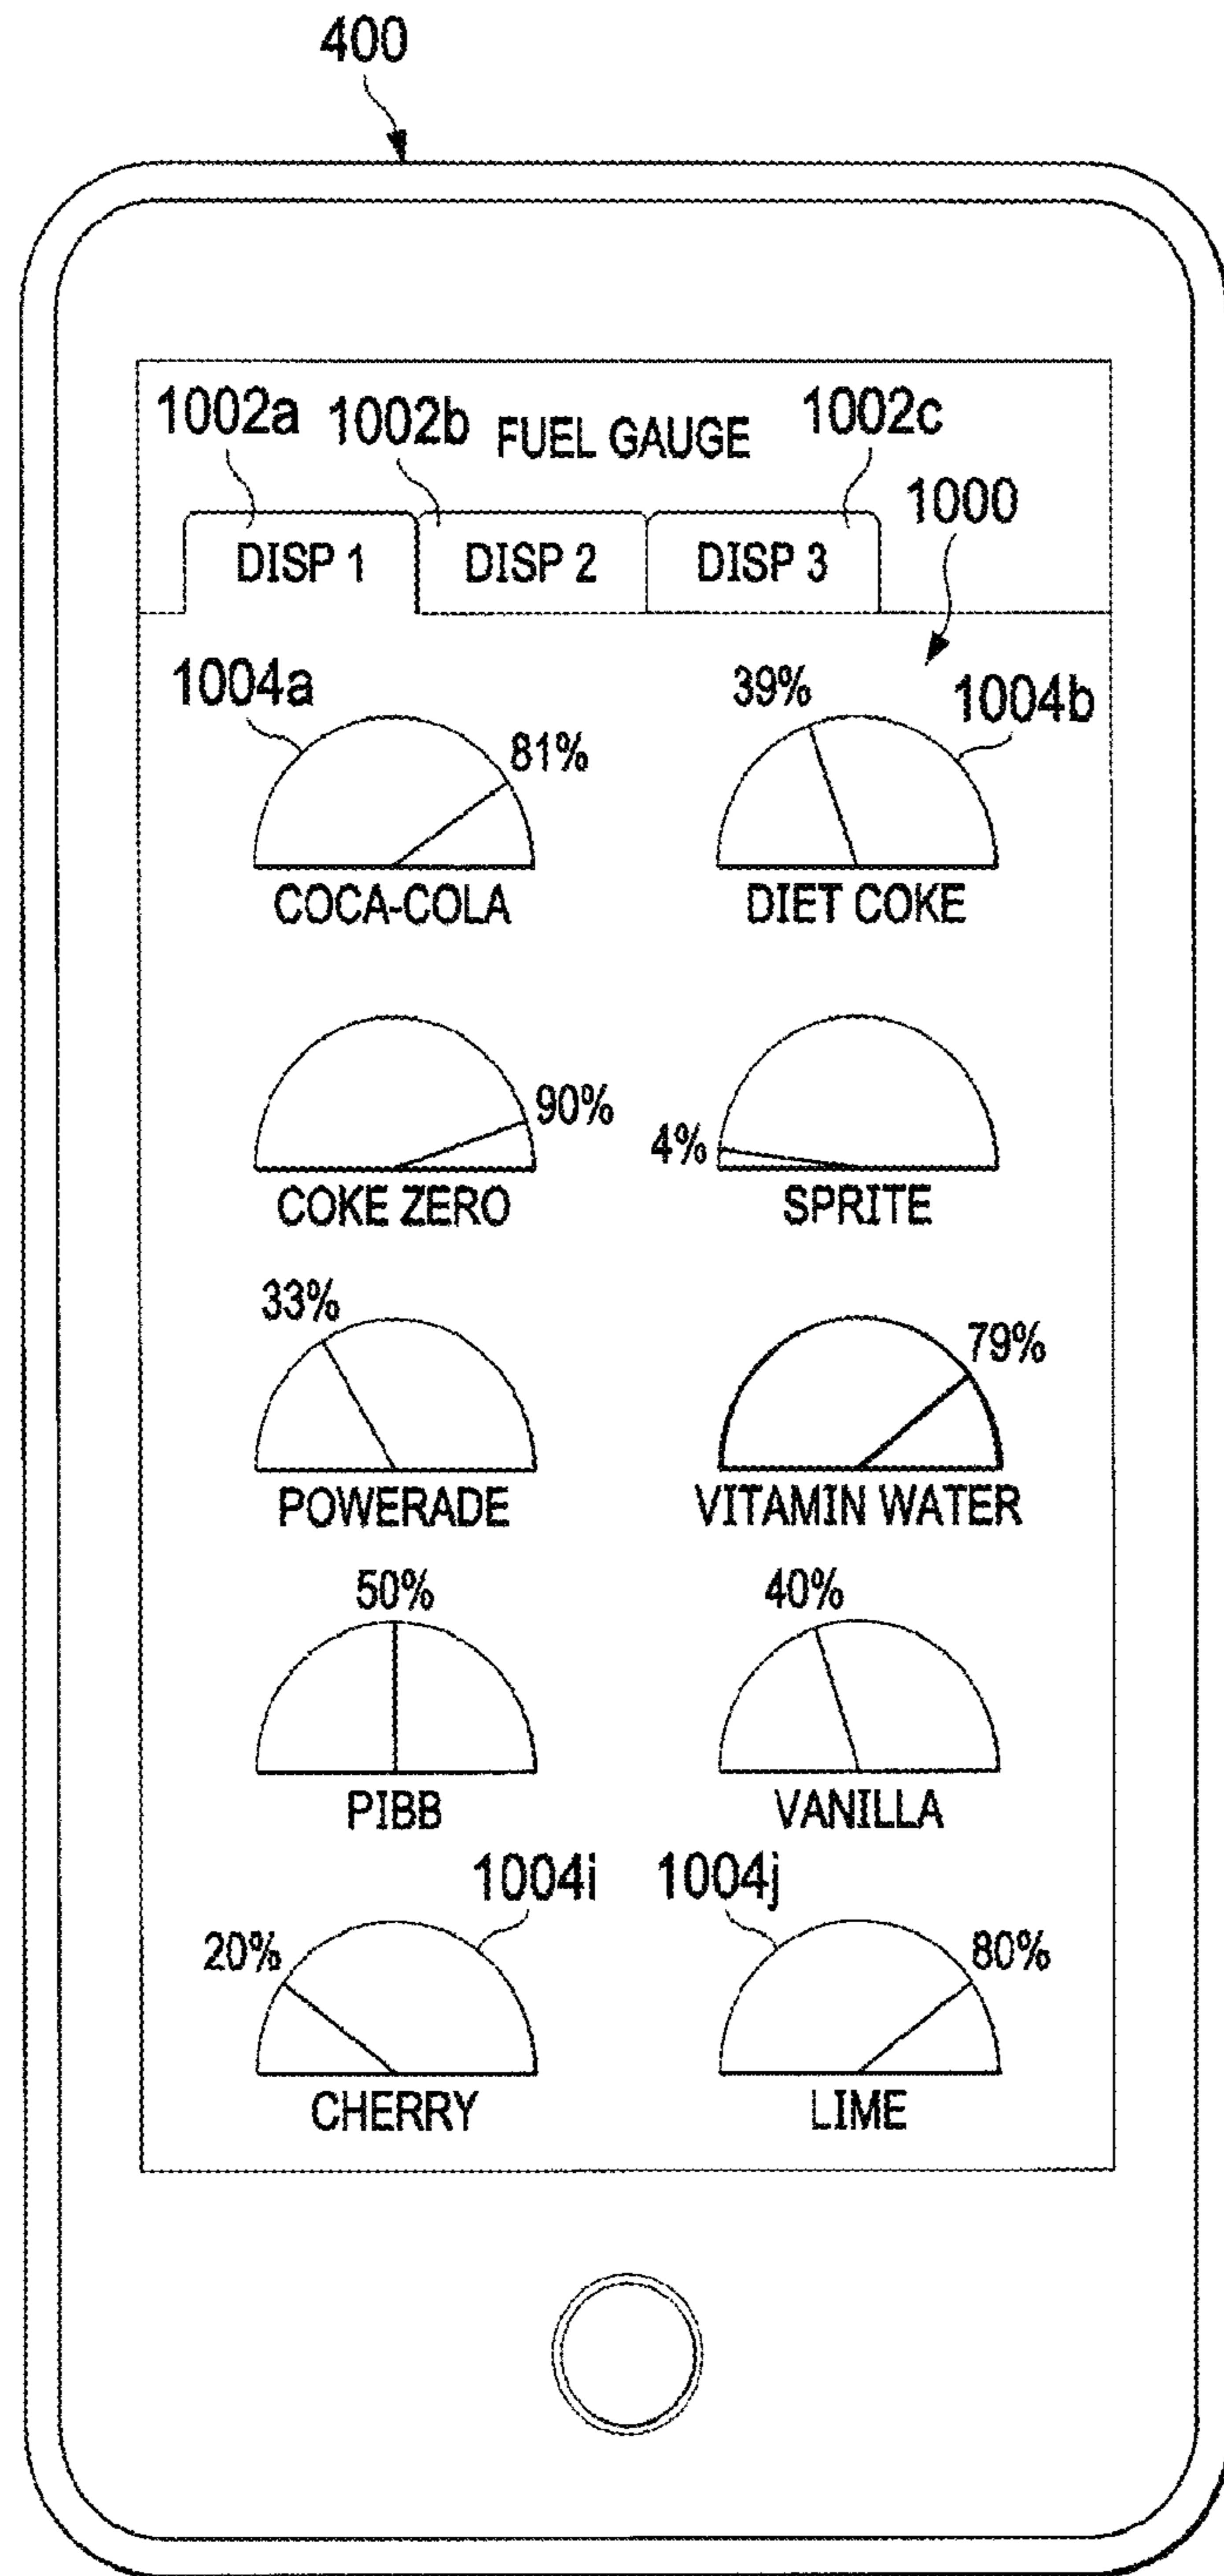 400
1002a 1002b FUEL GAUGE 1002c
1000
DISP 1 DISP 2 DISP 3
1004a 39% 1004b
81%
COCA-COLA DIET COKE
90% 4%
COKE ZERO SPRITE
33% 79%
POWERADE VITAMIN WATER
50% 40%
PIBB VANILLA
1004i 1004j
20% 80%
CHERRY LIME